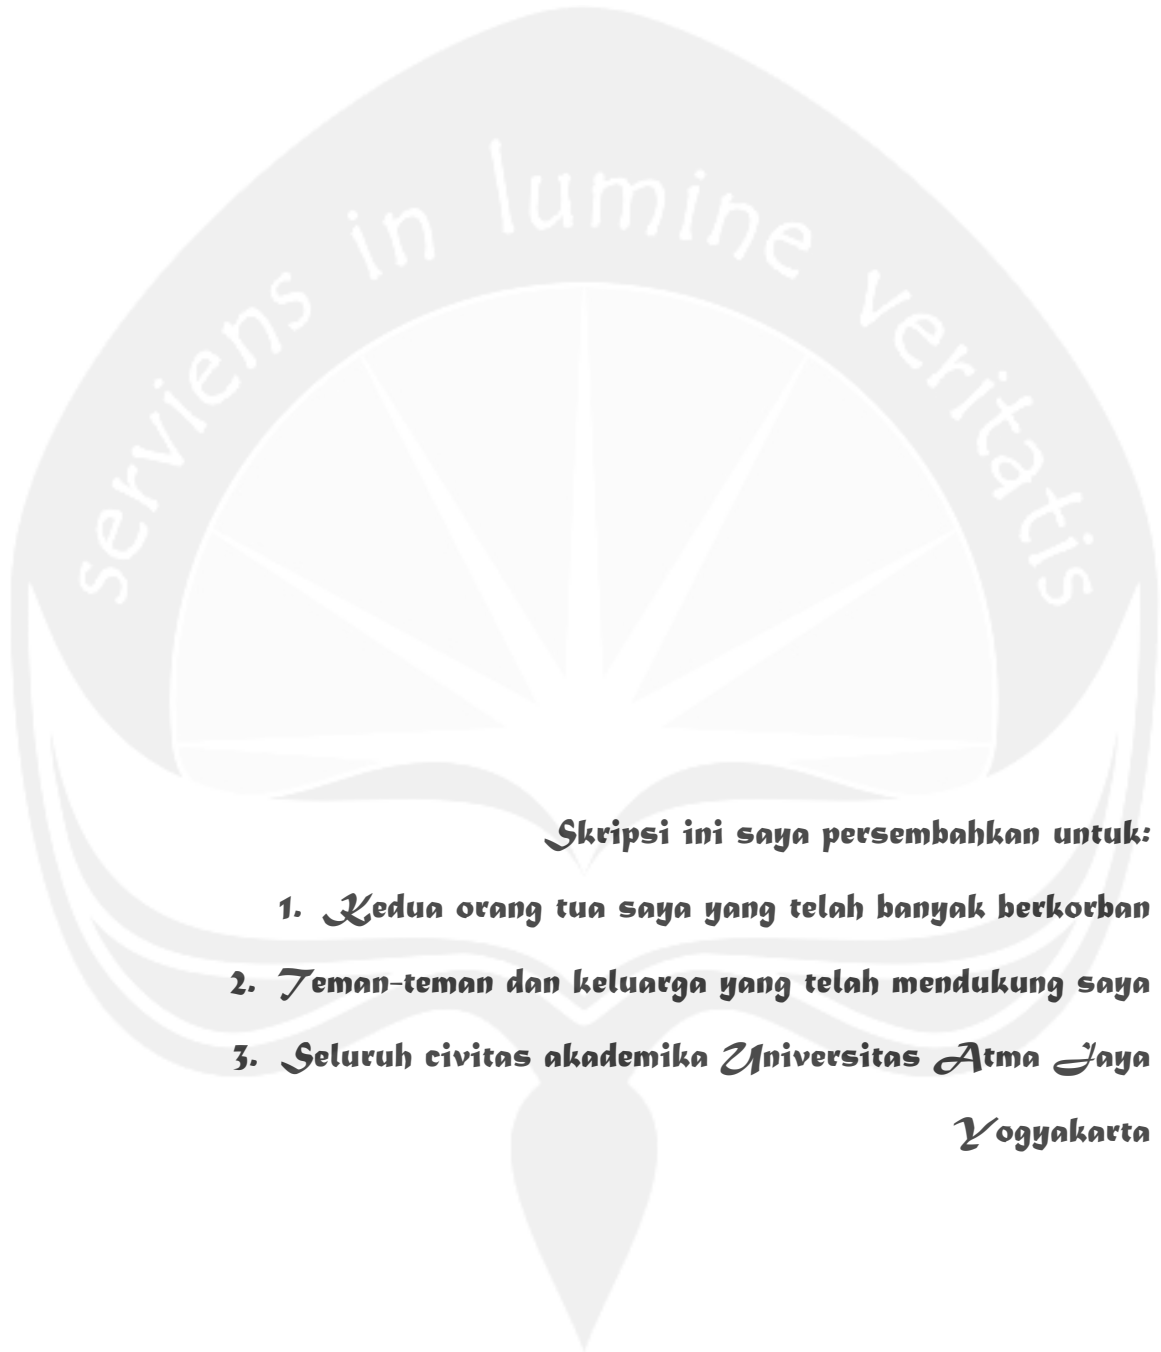 serviens in lumine veritatis
Skripsi ini saya persembahkan untuk:
1. Kedua orang tua saya yang telah banyak berkorban
2. Teman-teman dan keluarga yang telah mendukung saya
3. Seluruh civitas akademika Universitas Atma Jaya
Yogyakarta